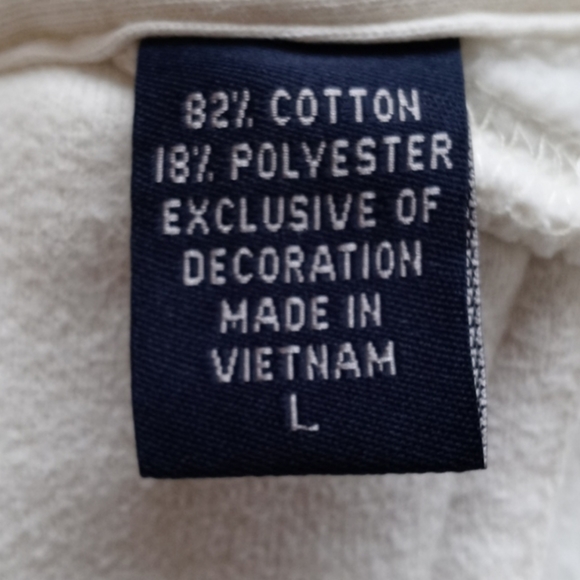 82% COTTON
18% POLYESTER
EXCLUSIVE OF
DECORATION
MADE IN
VIETNAM
L